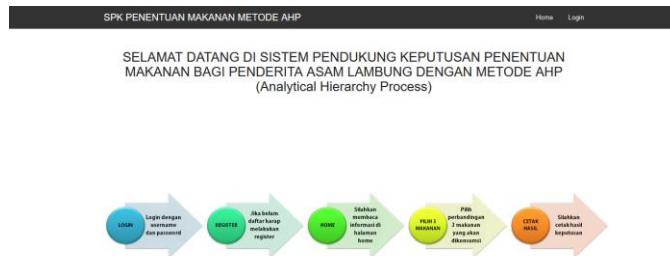 SPK PENENTUAN MAKANAN METODE AHP
Home Login
SELAMAT DATANG DI SISTEM PENDUKUNG KEPUTUSAN PENENTUAN
MAKANAN BAGI PENDERITA ASAM LAMBUNG DENGAN METODE AHP
(Analytical Hierarchy Process)
LOGIN
Login dengan
username
dan password
REGISTER
Jika belum
daftar harap
melakukan
register
HOME
Silahkan
membaca
informasi di
halaman
home
PILIH 3
MAKANAN
Pilih
perbandingan
3 makanan
yang akan
dikonsumsi
CETAK
HASIL
Silahkan
cetak hasil
keputusan